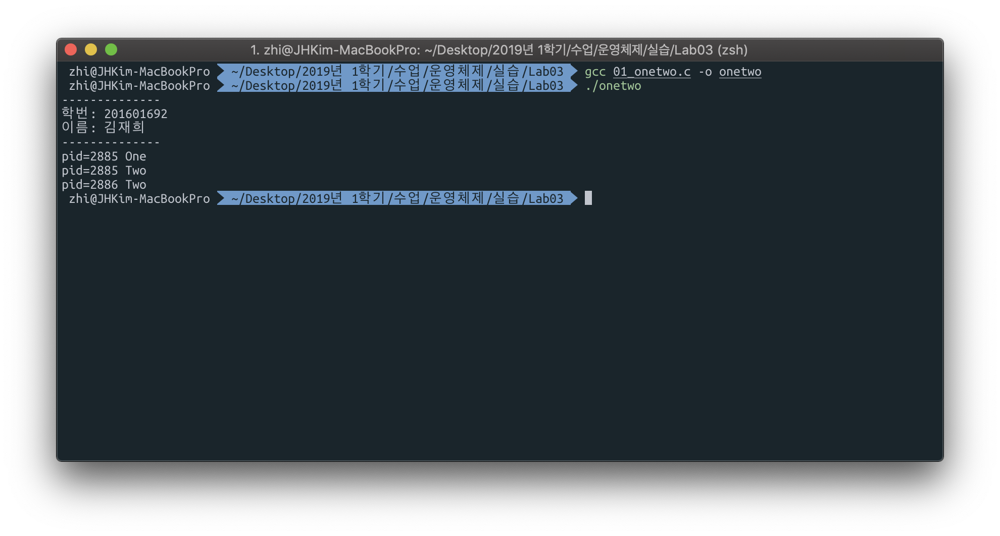 1. zhi@JHKim-MacBookPro: ~/Desktop/2019년 1학기/수업/운영체제/실습/Lab03 (zsh)
zhi@JHKim-MacBookPro ~/Desktop/2019년 1학기/수업/운영체제/실습/Lab03 gcc 01_onetwo.c -o onetwo
zhi@JHKim-MacBookPro ~/Desktop/2019년 1학기/수업/운영체제/실습/Lab03 ./onetwo
--------------
학번: 201601692
이름: 김재희
--------------
pid=2885 One
pid=2885 Two
pid=2886 Two
zhi@JHKim-MacBookPro ~/Desktop/2019년 1학기/수업/운영체제/실습/Lab03